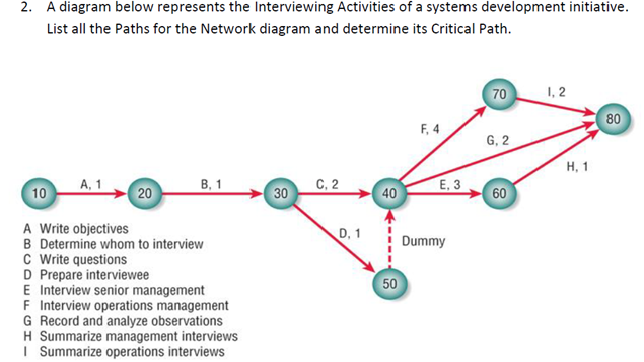 2. A diagram below represents the Interviewing Activities of a systems development initiative.
List all the Paths for the Network diagram and determine its Critical Path.
70
I, 2
80
F, 4
G, 2
H, 1
10
A, 1
20
B, 1
30
C, 2
40
E, 3
60
D, 1
Dummy
50
A Write objectives
B Determine whom to interview
C Write questions
D Prepare interviewee
E Interview senior management
F Interview operations management
G Record and analyze observations
H Summarize management interviews
I Summarize operations interviews